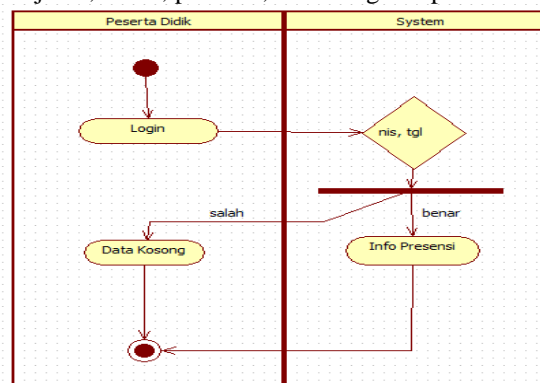 Peserta Didik System
Login
nis, tgl
salah
benar
Data Kosong
Info Presensi